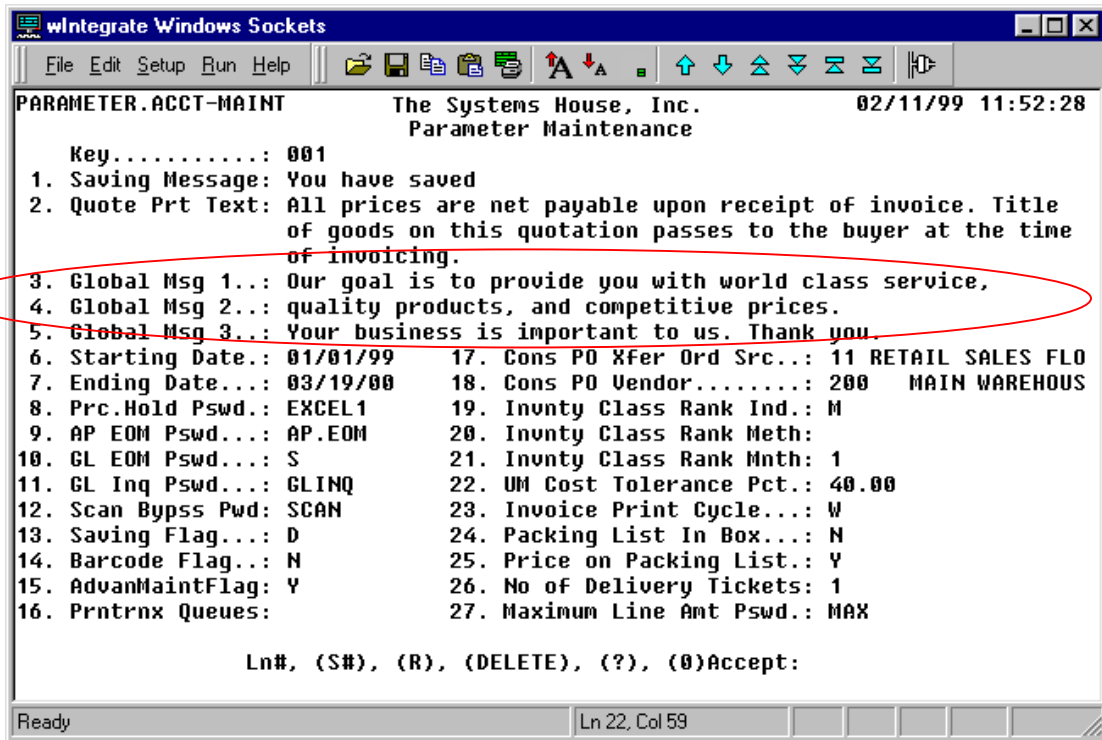 wIntegrate Windows Sockets
File Edit Setup Run Help
PARAMETER.ACCT-MAINT The Systems House, Inc. 02/11/99 11:52:28
Parameter Maintenance
Key...........: 001
1. Saving Message: You have saved
2. Quote Prt Text: All prices are net payable upon receipt of invoice. Title
of goods on this quotation passes to the buyer at the time
of invoicing.
3. Global Msg 1..: Our goal is to provide you with world class service,
4. Global Msg 2..: quality products, and competitive prices.
5. Global Msg 3..: Your business is important to us. Thank you.
6. Starting Date.: 01/01/99 17. Cons PO Xfer Ord Src..: 11 RETAIL SALES FLO
7. Ending Date...: 03/19/00 18. Cons PO Vendor........: 200 MAIN WAREHOUS
8. Prc.Hold Pswd.: EXCEL1 19. Invnty Class Rank Ind.: M
9. AP EOM Pswd...: AP.EOM 20. Invnty Class Rank Meth:
10. GL EOM Pswd...: S 21. Invnty Class Rank Mnth: 1
11. GL Inq Pswd...: GLINQ 22. UM Cost Tolerance Pct.: 40.00
12. Scan Bypss Pwd: SCAN 23. Invoice Print Cycle...: W
13. Saving Flag...: D 24. Packing List In Box...: N
14. Barcode Flag..: N 25. Price on Packing List.: Y
15. AdvanMaintFlag: Y 26. No of Delivery Tickets: 1
16. Prntrnx Queues: 27. Maximum Line Amt Pswd.: MAX
Ln#, (S#), (R), (DELETE), (?), (0)Accept:
Ready Ln 22, Col 59